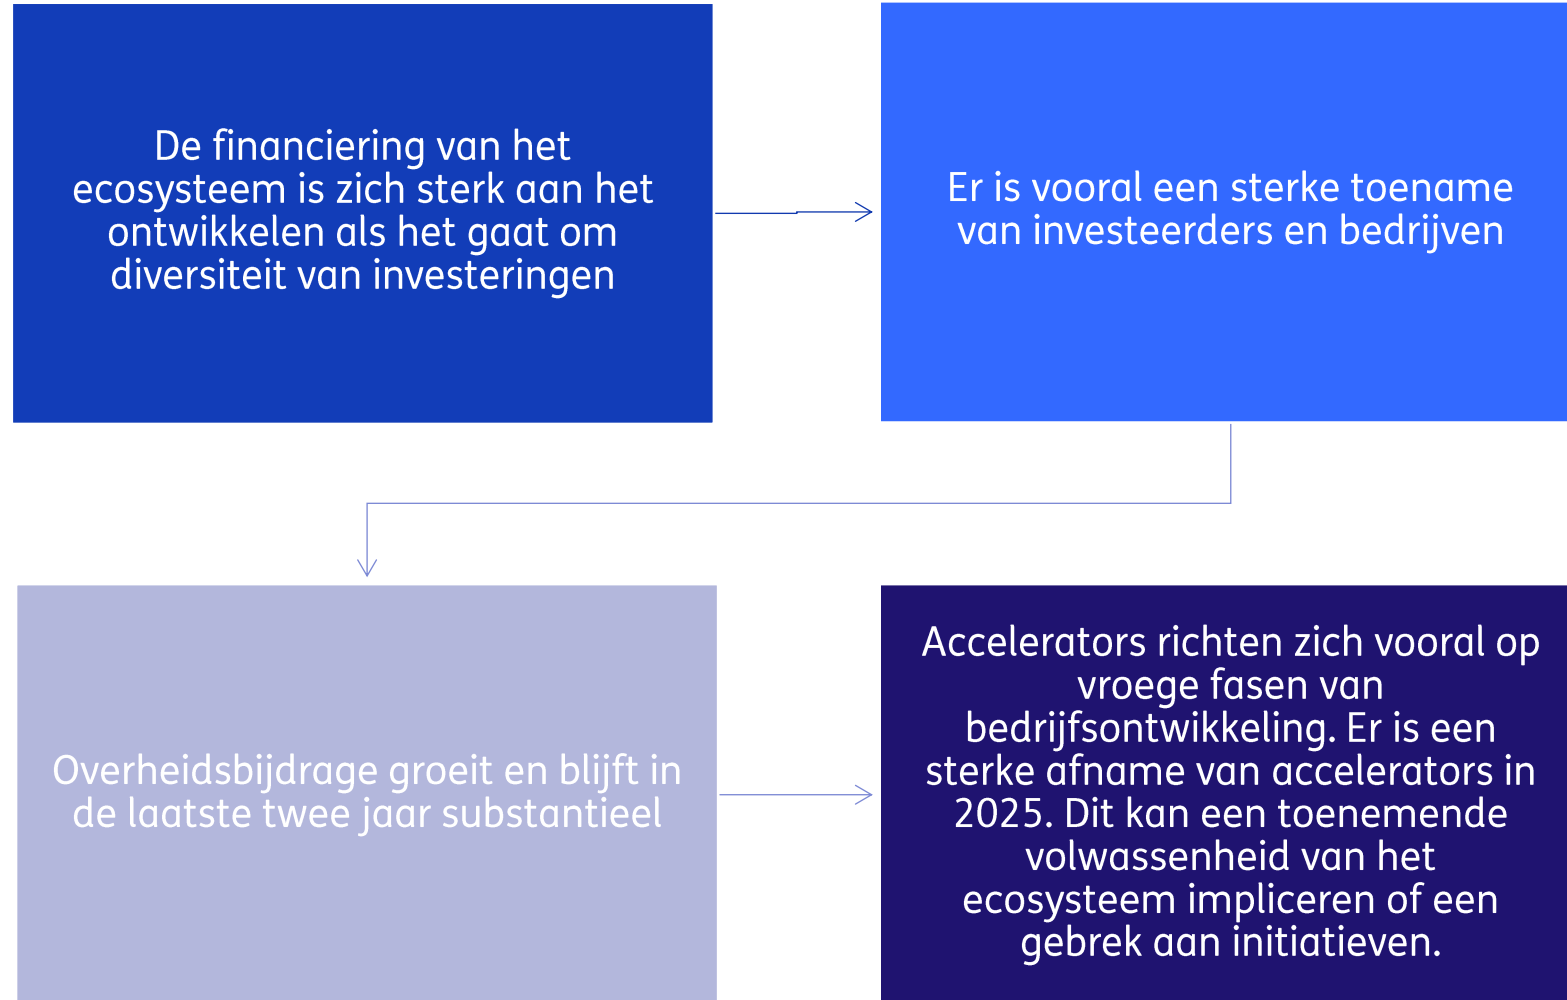 De financiering van het
ecosysteem is zich sterk aan het
ontwikkelen als het gaat om
diversiteit van investeringen
Er is vooral een sterke toename
van investeerders en bedrijven
Overheidsbijdrage groeit en blijft in
de laatste twee jaar substantieel
Accelerators richten zich vooral op
vroege fasen van
bedrijfsontwikkeling. Er is een
sterke afname van accelerators in
2025. Dit kan een toenemende
volwassenheid van het
ecosysteem impliceren of een
gebrek aan initiatieven.